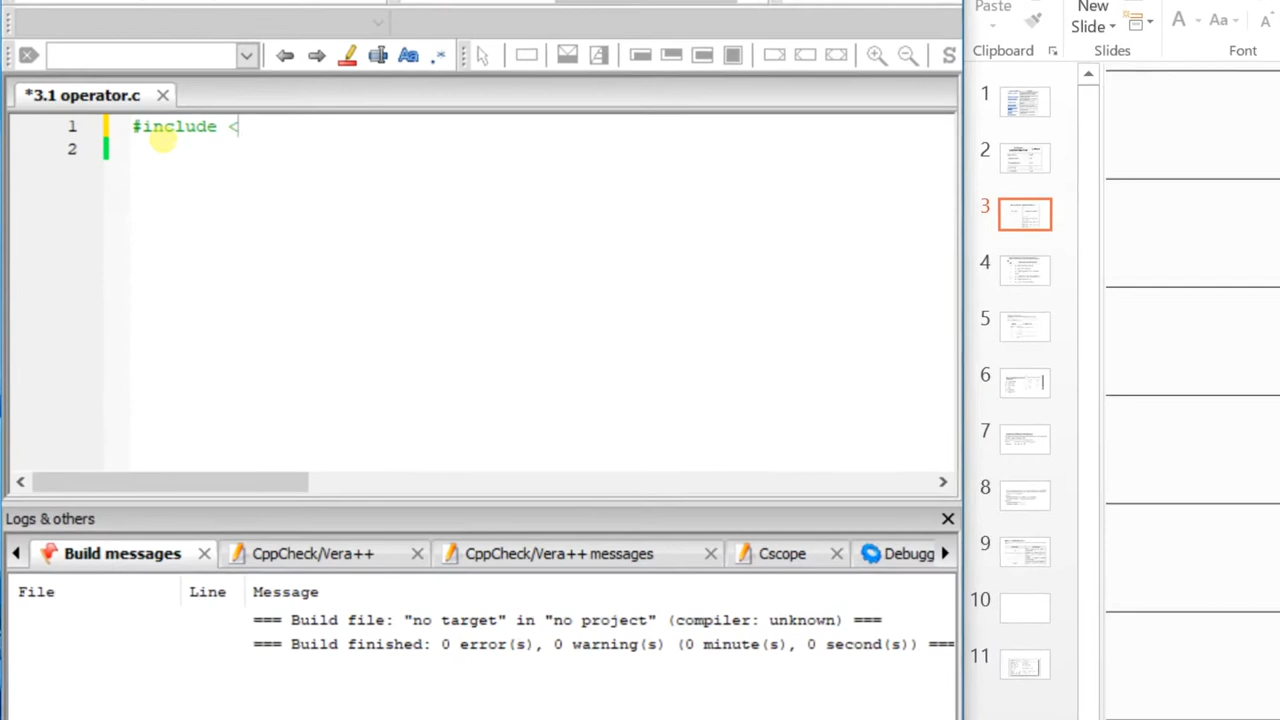 *3.1 operator.c
1 #include <
2
Logs & others
Build messages
CppCheck/Vera++
CppCheck/Vera++ messages
Cscope
Debugg
File Line Message
=== Build file: "no target" in "no project" (compiler: unknown) ===
=== Build finished: 0 error(s), 0 warning(s) (0 minute(s), 0 second(s)) ===
Paste
New
Slide
Aa
A
S
Clipboard
Slides
Font
1
2
3
4
5
6
7
8
9
10
11